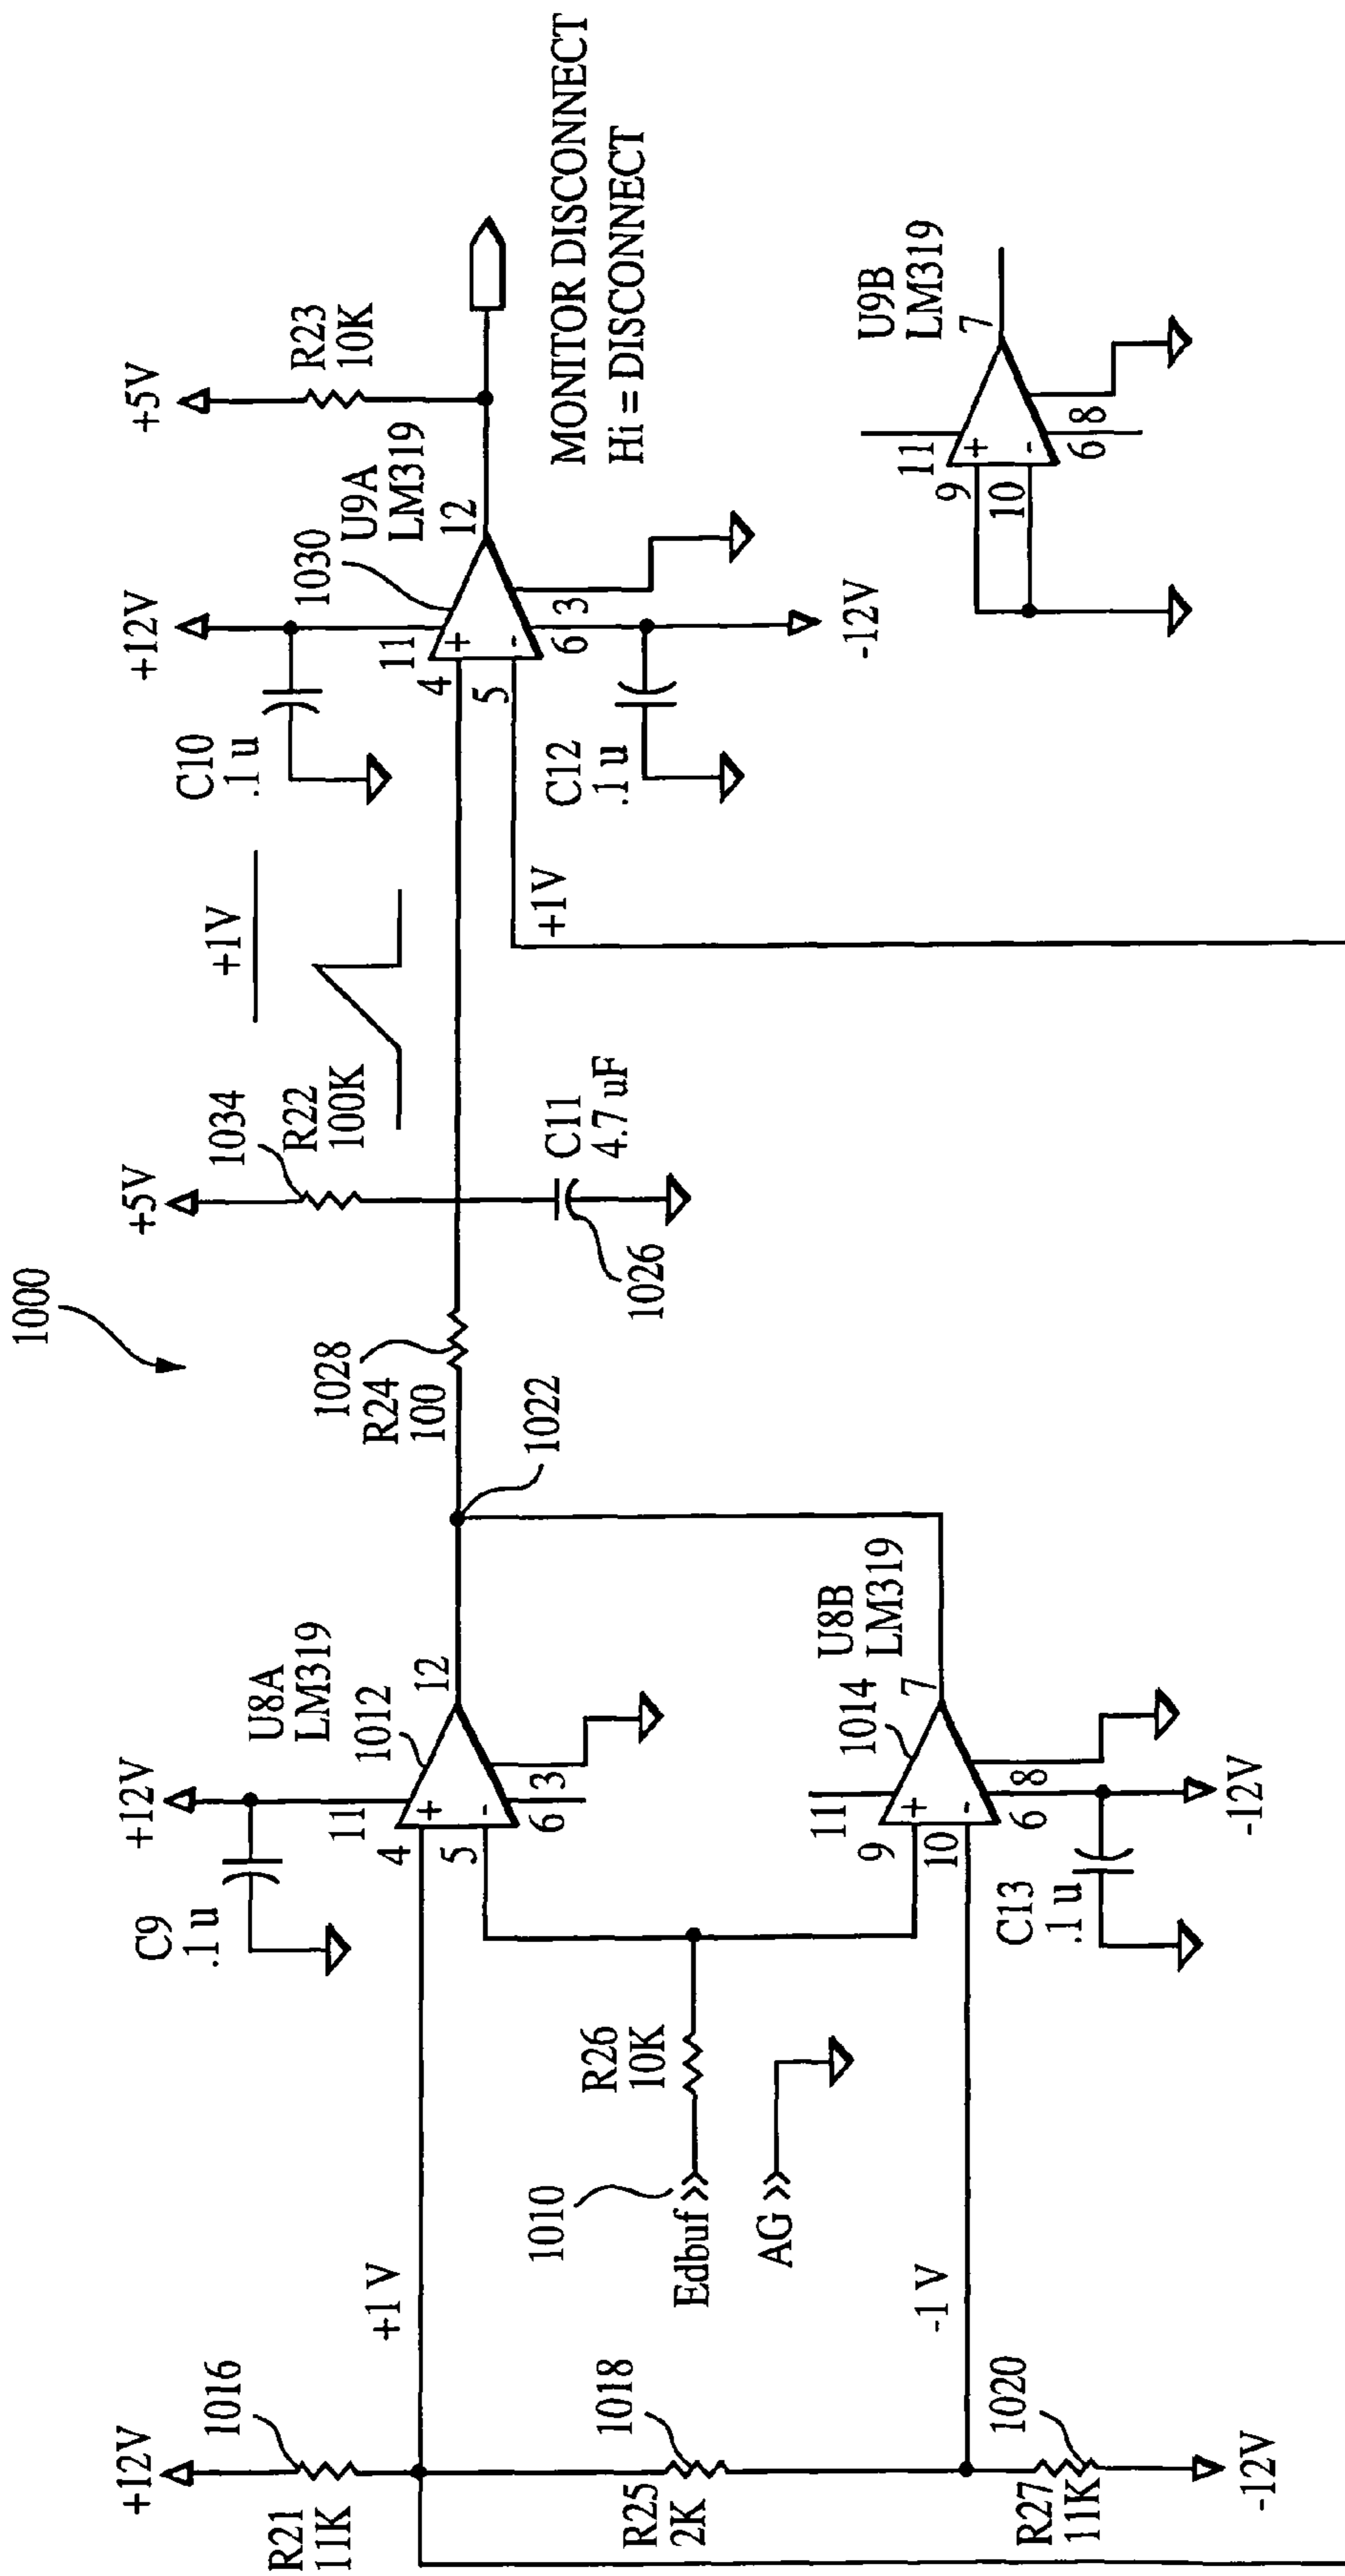 1000
+12V
1016
R21
11K
+1 V
1018
R25
2K
-1 V
1020
R27
11K
-12V
1010
Edbuf
AG
R26
10K
+12V
C9
.1 u
U8A
LM319
1012
11
4
+
5
-
12
3
6
U8B
LM319
1014
11
9
+
10
-
7
8
6
C13
.1 u
-12V
1022
1028
R24
100
+5V
1034
R22
100K
C11
4.7 uF
1026
+1V
+1V
+12V
C10
.1 u
1030
U9A
LM319
11
4
+
5
-
12
3
6
C12
.1 u
-12V
+5V
R23
10K
MONITOR DISCONNECT
Hi = DISCONNECT
U9B
LM319
11
9
+
10
-
7
8
6